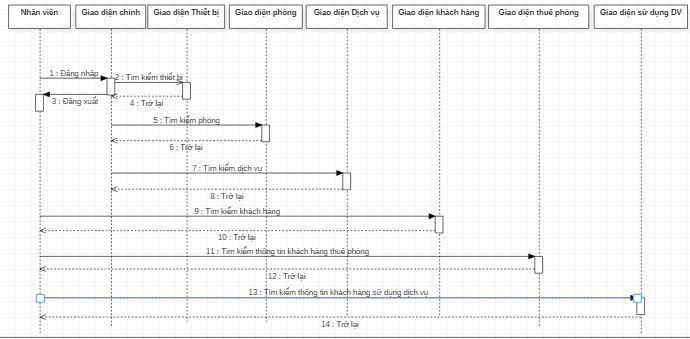 Nhân viên
Giao diện chính
Giao diện Thiết bị
Giao diện phòng
Giao diện Dịch vụ
Giao diện khách hàng
Giao diện thuê phòng
Giao diện sử dụng DV
1 : Đăng nhập
2 : Tìm kiếm thiết bị
3 : Đăng xuất
4 : Trở lại
5 : Tìm kiếm phòng
6 : Trở lại
7 : Tìm kiếm dịch vụ
8 : Trở lại
9 : Tìm kiếm khách hàng
10 : Trở lại
11 : Tìm kiếm thông tin khách hàng thuê phòng
12 : Trở lại
13 : Tìm kiếm thông tin khách hàng sử dụng dịch vụ
14 : Trở lại